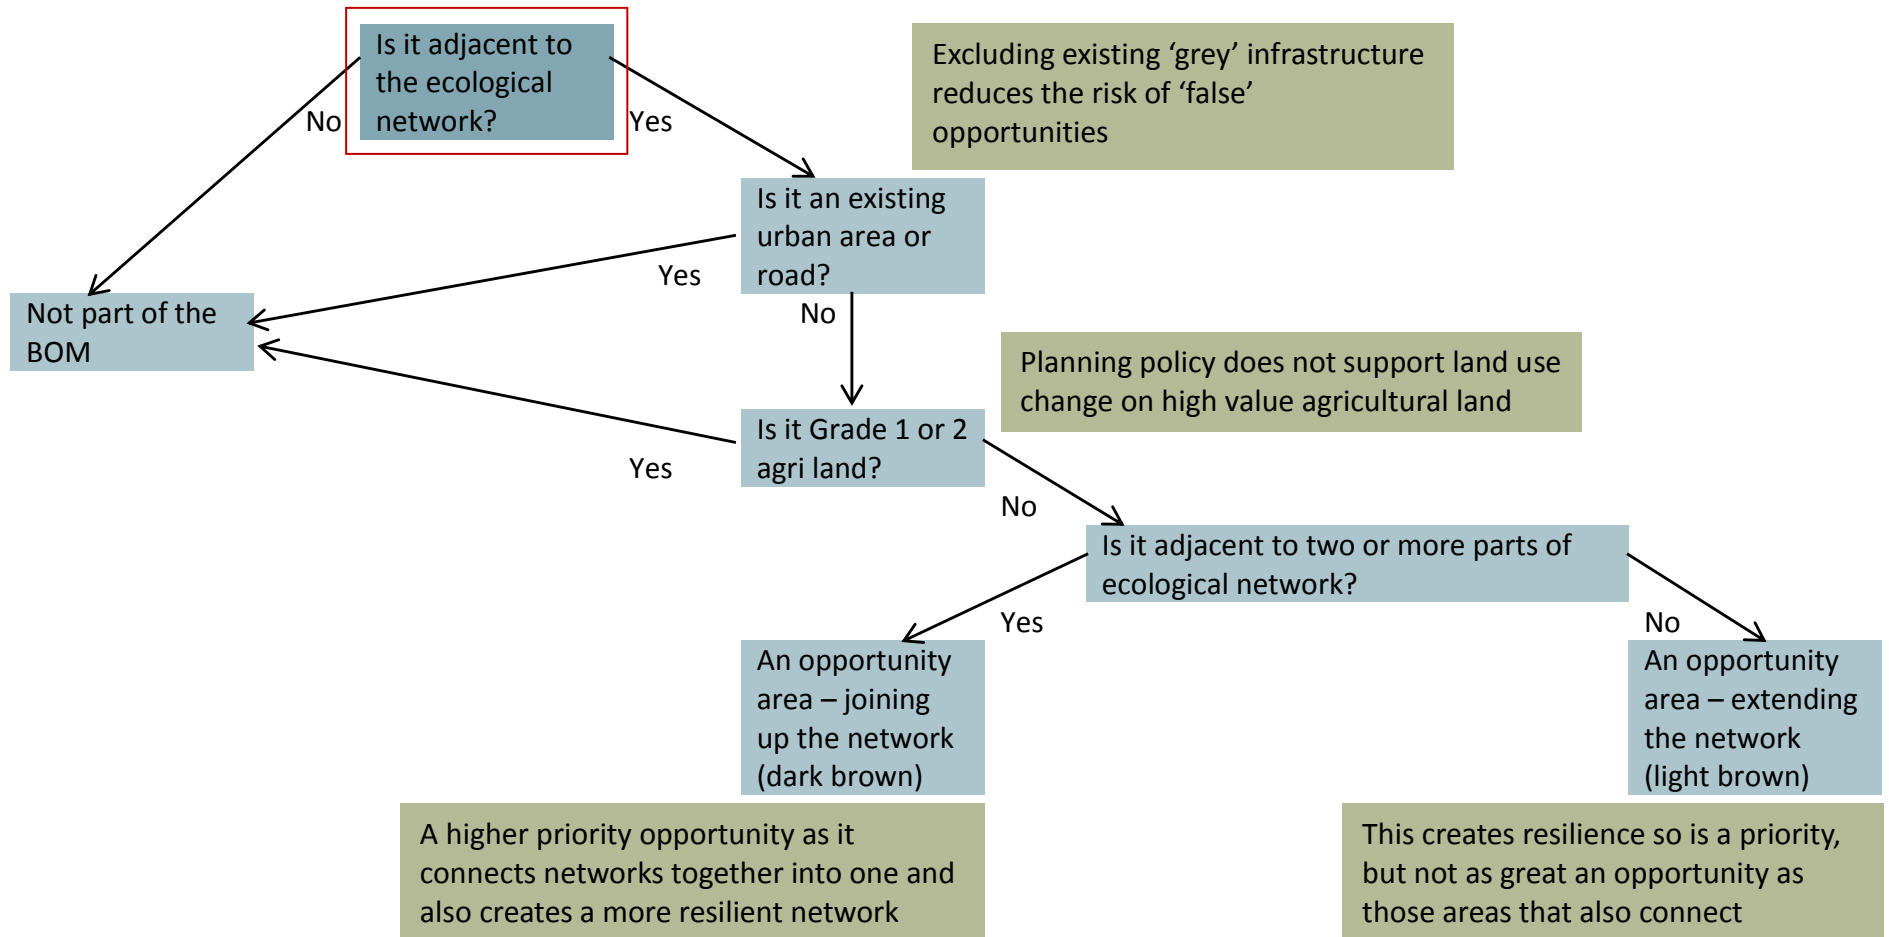 Is it adjacent to
the ecological
network?
Excluding existing ‘grey’ infrastructure
reduces the risk of ‘false’
opportunities
No
Yes
Is it an existing
urban area or
road?
Yes
Not part of the
BOM
No
Planning policy does not support land use
change on high value agricultural land
Is it Grade 1 or 2
agri land?
Yes
No
Is it adjacent to two or more parts of
ecological network?
Yes
No
An opportunity
area – joining
up the network
(dark brown)
An opportunity
area – extending
the network
(light brown)
A higher priority opportunity as it
connects networks together into one and
also creates a more resilient network
This creates resilience so is a priority,
but not as great an opportunity as
those areas that also connect